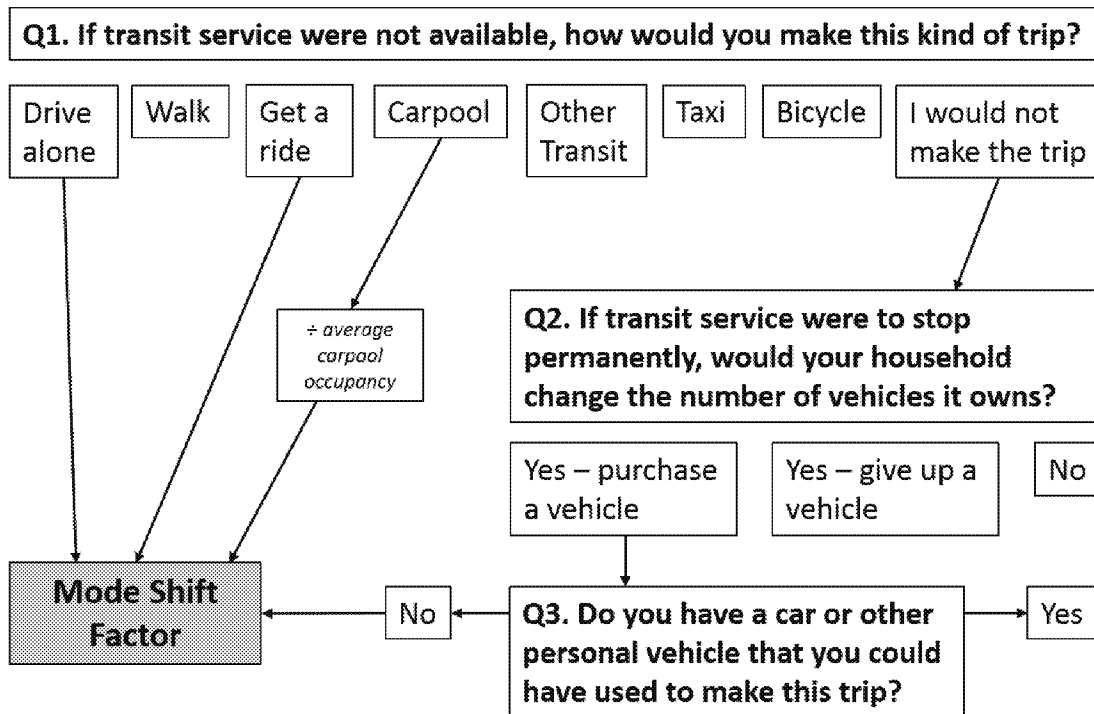 Q1. If transit service were not available, how would you make this kind of trip?
Drive
alone
Walk
Get a
ride
Carpool
Other
Transit
Taxi
Bicycle
I would not
make the trip
÷ average
carpool
occupancy
Q2. If transit service were to stop
permanently, would your household
change the number of vehicles it owns?
Yes – purchase
a vehicle
Yes – give up a
vehicle
No
Mode Shift
Factor
No
Q3. Do you have a car or other
personal vehicle that you could
have used to make this trip?
Yes